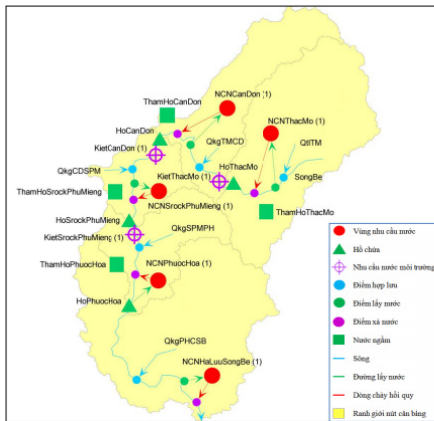 ThamHoCanDon
NCNCanDon (1)
NCNThacMo (1)
HoCanDon
KietCanDon (1)
QkgTMCD
QtlTM
HoThacMo
KietThacMo (1)
SongBe
QkgCDSPM
ThamHoSrockPhuMieng
NCNSrockPhuMieng (1)
ThamHoThacMo
HoSrockPhuMieng
KietSrockPhuMieng (1)
QkgSPMPH
ThamHoPhuocHoa
NCNPhuocHoa (1)
HoPhuocHoa
QkgPHCSB
NCNHaLuuSongBe (1)
Vùng nhu cầu nước
Hồ chứa
Nhu cầu nước môi trường
Điểm hợp lưu
Điểm lấy nước
Điểm xả nước
Nước ngầm
Sông
Đường lấy nước
Dòng chảy hồi quy
Ranh giới nút cân bằng